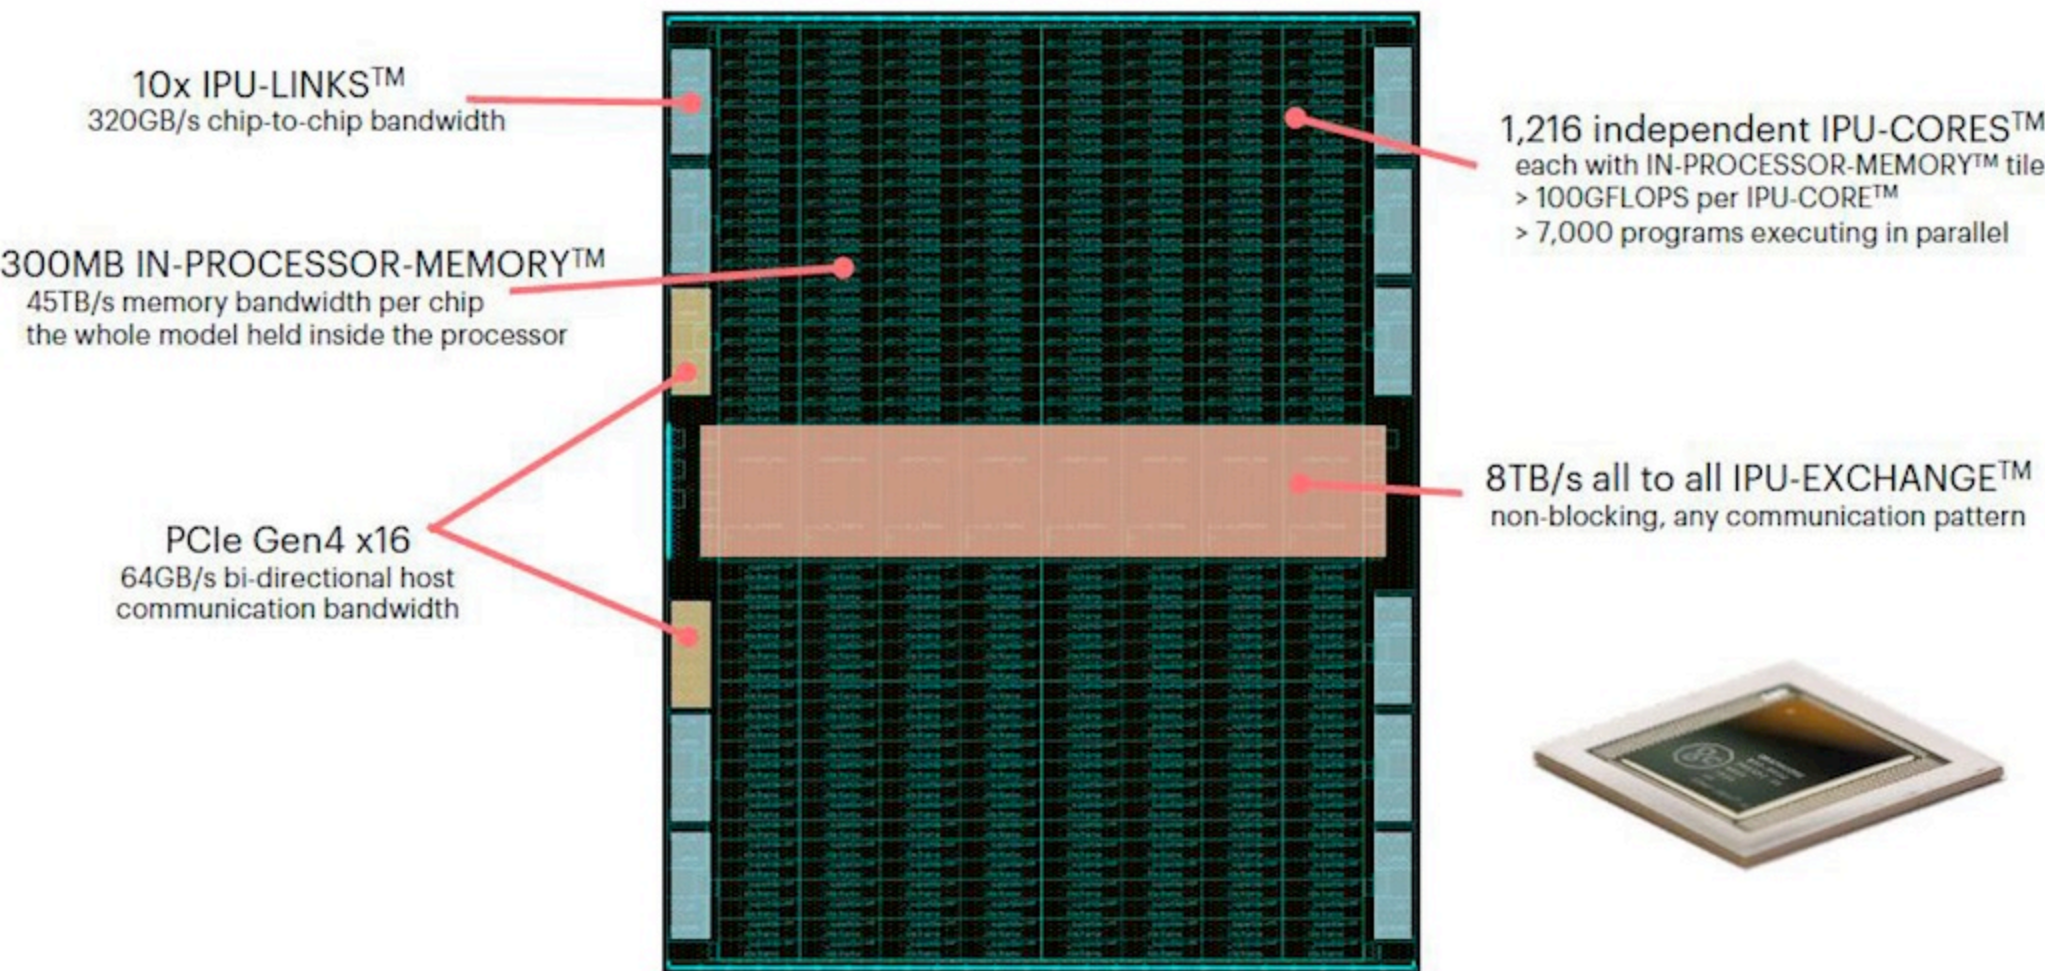 10x IPU-LINKS™
320GB/s chip-to-chip bandwidth
300MB IN-PROCESSOR-MEMORY™
45TB/s memory bandwidth per chip
the whole model held inside the processor
PCIe Gen4 x16
64GB/s bi-directional host
communication bandwidth
1,216 independent IPU-CORES™
each with IN-PROCESSOR-MEMORY™ tile
> 100GFLOPS per IPU-CORE™
> 7,000 programs executing in parallel
8TB/s all to all IPU-EXCHANGE™
non-blocking, any communication pattern